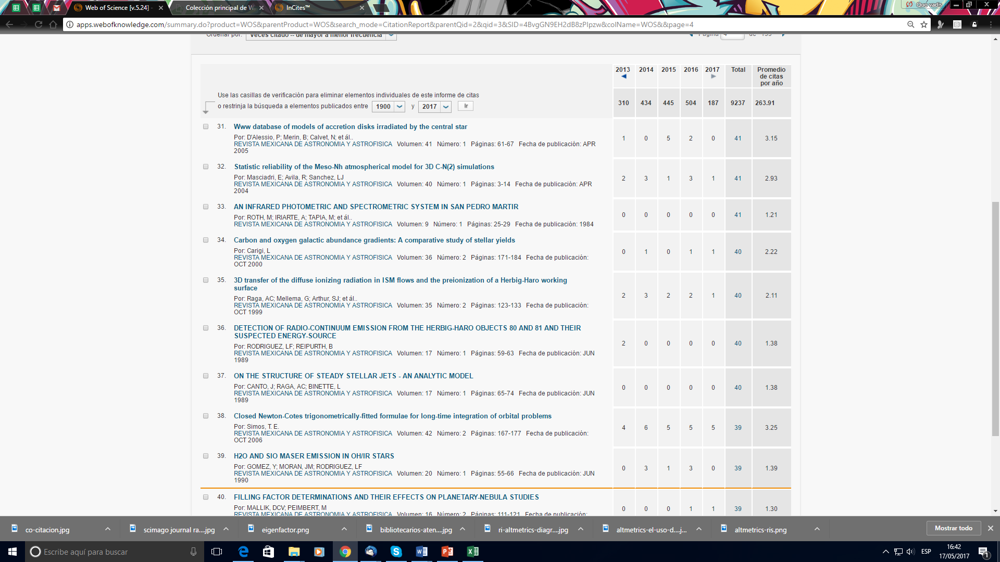 Web of Science [v.5.24] -
Colección principal de W
InCites™
Quo vadis
apps.webofknowledge.com/summary.do?product=WOS&parentProduct=WOS&search_mode=CitationReport&parentQid=2&qid=3&SID=4BvgGN9EH2dB8zPIpzw&colName=WOS&&page=4
Ordenar por: Veces citado -- de mayor a menor frecuencia Página 4 de 139
2013 2014 2015 2016 2017 Total Promedio de citas por año
Use las casillas de verificación para eliminar elementos individuales de este informe de citas
o restrinja la búsqueda a elementos publicados entre 1900 y 2017 Ir
310 434 445 504 187 9237 263.91
31. Www database of models of accretion disks irradiated by the central star
Por: D'Alessio, P; Merin, B; Calvet, N; et ál..
REVISTA MEXICANA DE ASTRONOMIA Y ASTROFISICA Volumen: 41 Número: 1 Páginas: 61-67 Fecha de publicación: APR
2005
1 0 5 2 0 41 3.15
32. Statistic reliability of the Meso-Nh atmospherical model for 3D C-N(2) simulations
Por: Masciadri, E; Avila, R; Sanchez, LJ
REVISTA MEXICANA DE ASTRONOMIA Y ASTROFISICA Volumen: 40 Número: 1 Páginas: 3-14 Fecha de publicación: APR
2004
2 3 1 3 1 41 2.93
33. AN INFRARED PHOTOMETRIC AND SPECTROMETRIC SYSTEM IN SAN PEDRO MARTIR
Por: ROTH, M; IRIARTE, A; TAPIA, M; et ál..
REVISTA MEXICANA DE ASTRONOMIA Y ASTROFISICA Volumen: 9 Número: 1 Páginas: 25-29 Fecha de publicación: 1984
0 0 0 0 0 41 1.21
34. Carbon and oxygen galactic abundance gradients: A comparative study of stellar yields
Por: Carigi, L
REVISTA MEXICANA DE ASTRONOMIA Y ASTROFISICA Volumen: 36 Número: 2 Páginas: 171-184 Fecha de publicación:
OCT 2000
0 1 0 1 1 40 2.22
35. 3D transfer of the diffuse ionizing radiation in ISM flows and the preionization of a Herbig-Haro working
surface
Por: Raga, AC; Mellema, G; Arthur, SJ; et ál..
REVISTA MEXICANA DE ASTRONOMIA Y ASTROFISICA Volumen: 35 Número: 2 Páginas: 123-133 Fecha de publicación:
OCT 1999
2 3 2 2 1 40 2.11
36. DETECTION OF RADIO-CONTINUUM EMISSION FROM THE HERBIG-HARO OBJECTS 80 AND 81 AND THEIR
SUSPECTED ENERGY-SOURCE
Por: RODRIGUEZ, LF; REIPURTH, B
REVISTA MEXICANA DE ASTRONOMIA Y ASTROFISICA Volumen: 17 Número: 1 Páginas: 59-63 Fecha de publicación: JUN
1989
2 0 0 0 0 40 1.38
37. ON THE STRUCTURE OF STEADY STELLAR JETS - AN ANALYTIC MODEL
Por: CANTO, J; RAGA, AC; BINETTE, L
REVISTA MEXICANA DE ASTRONOMIA Y ASTROFISICA Volumen: 17 Número: 1 Páginas: 65-74 Fecha de publicación: JUN
1989
0 0 0 0 0 40 1.38
38. Closed Newton-Cotes trigonometrically-fitted formulae for long-time integration of orbital problems
Por: Simos, T. E.
REVISTA MEXICANA DE ASTRONOMIA Y ASTROFISICA Volumen: 42 Número: 2 Páginas: 167-177 Fecha de publicación:
OCT 2006
4 6 5 5 5 39 3.25
39. H2O AND SIO MASER EMISSION IN OH/IR STARS
Por: GOMEZ, Y; MORAN, JM; RODRIGUEZ, LF
REVISTA MEXICANA DE ASTRONOMIA Y ASTROFISICA Volumen: 20 Número: 1 Páginas: 55-66 Fecha de publicación: JUN
1990
0 3 1 3 0 39 1.39
40. FILLING FACTOR DETERMINATIONS AND THEIR EFFECTS ON PLANETARY-NEBULA STUDIES
Por: MALLIK, DCV; PEIMBERT, M
REVISTA MEXICANA DE ASTRONOMIA Y ASTROFISICA Volumen: 16 Número: 2 Páginas: 111-121 Fecha de publicación:
0 0 0 1 1 39 1.30
co-citacion.jpg
scimago journal ra....jpg
eigenfactor.png
bibliotecarios-aten....jpg
ri-altmetrics-diagr....jpg
altmetrics-el-uso-d....j...
altmetrics-ris.png
Mostrar todo
Escribe aquí para buscar
ESP
16:42
17/05/2017
1